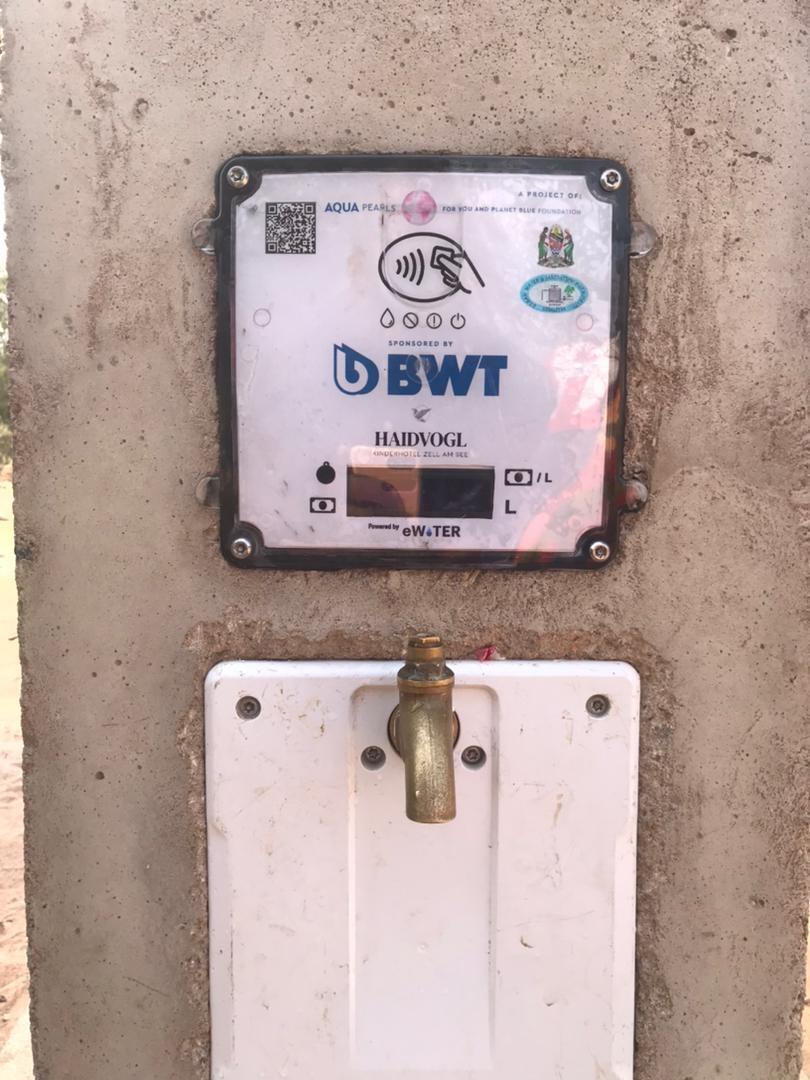 A PROJECT OF:
AQUA PEARLS FOR YOU AND PLANET BLUE FOUNDATION
SPONSORED BY
BWT
HAIDVOGL
KINDERHOTEL ZELL AM SEE
/ L
L
Powered by eWATER